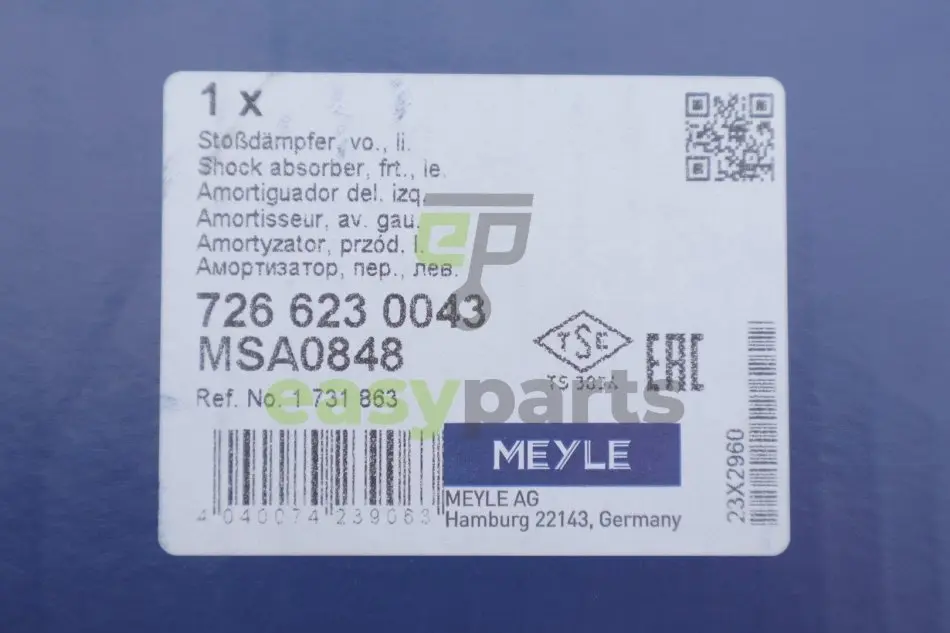 1 x
Stoßdämpfer, vo., li.
Shock absorber, frt., le.
Amortiguador del. izq.
Amortisseur, av. gau.
Amortyzator, przód. l.
Амортизатор, пер., лев.
726 623 0043
MSA0848
Ref. No. 1 731 863
TSE
EAC
easyparts
MEYLE
MEYLE AG
Hamburg 22143, Germany
4 040074 239063
23X2960
ep